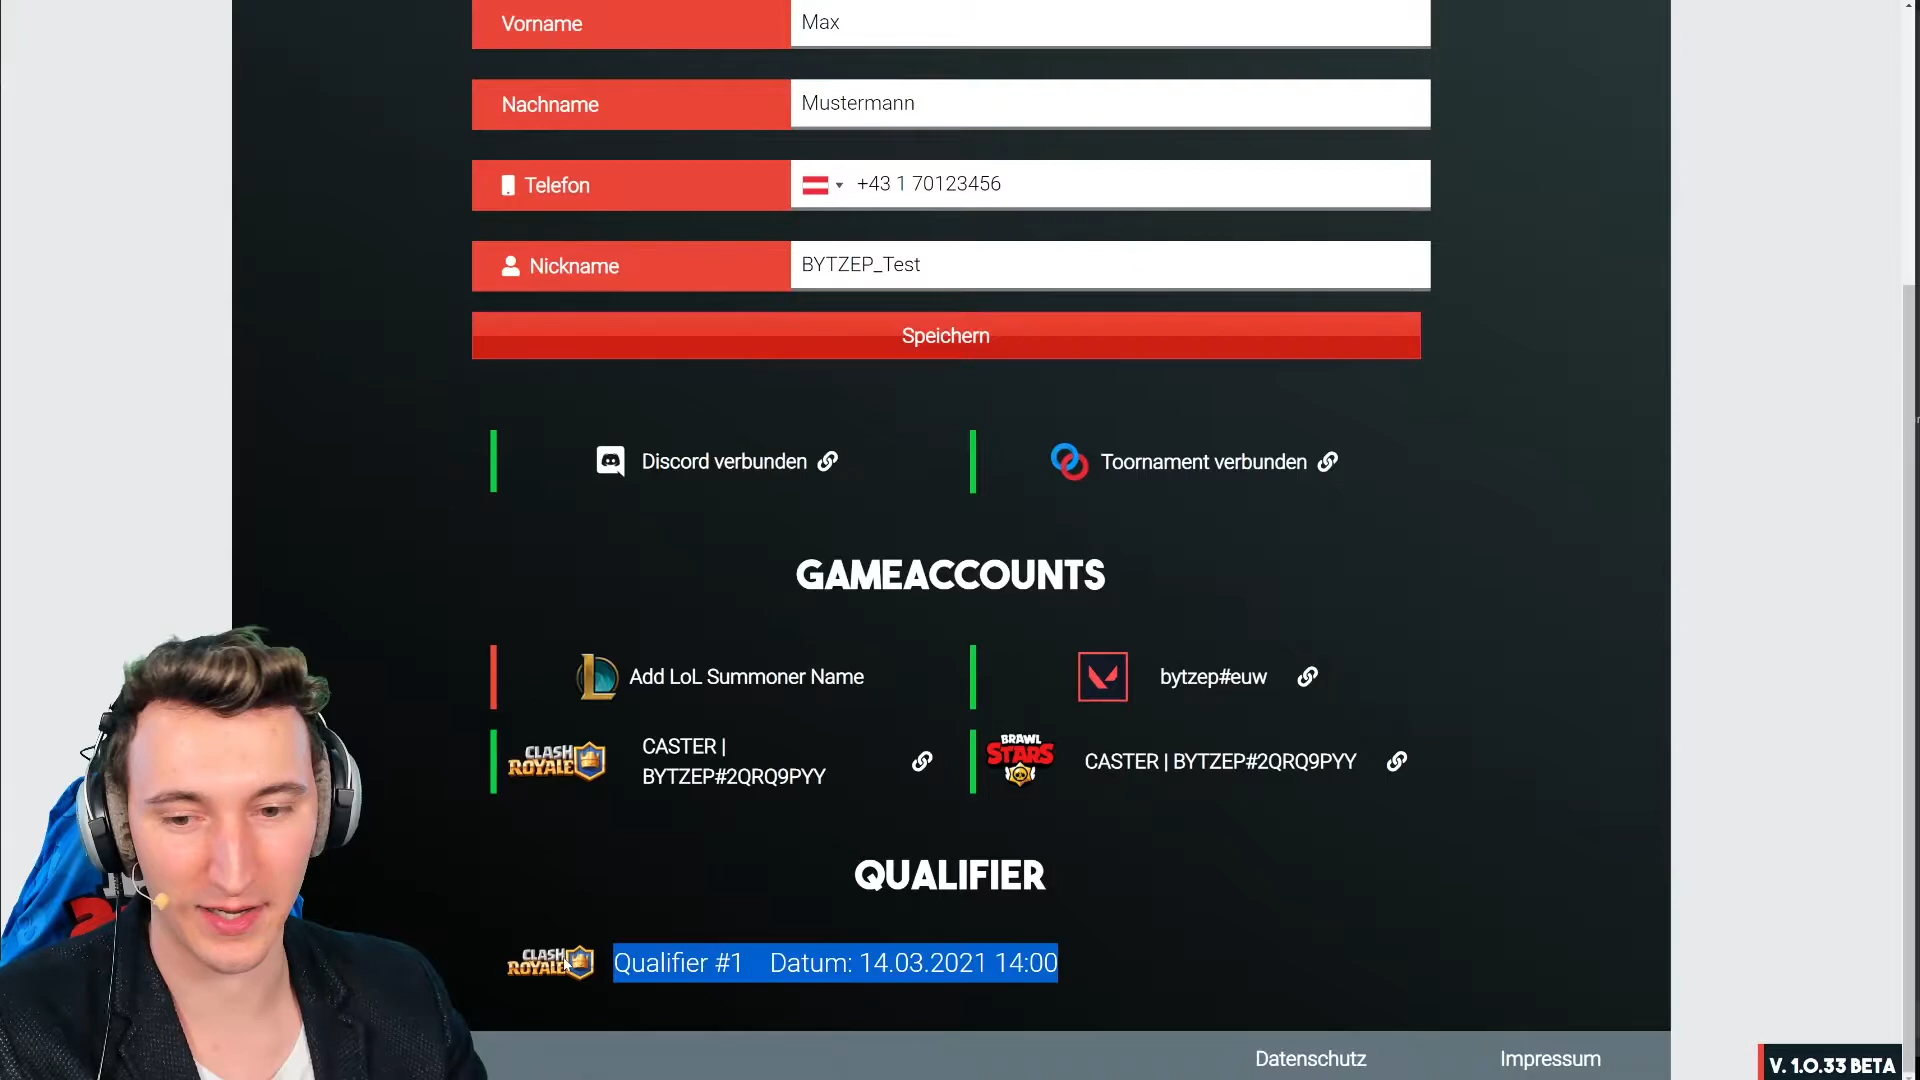 Vorname
Max
Nachname
Mustermann
Telefon
+43 1 70123456
Nickname
BYTZEP_Test
Speichern
Discord verbunden
Toornament verbunden
GAMEACCOUNTS
Add LoL Summoner Name
bytzep#euw
CLASH ROYALE
CASTER |
BYTZEP#2QRQ9PYY
BRAWL STARS
CASTER | BYTZEP#2QRQ9PYY
QUALIFIER
CLASH ROYALE
Qualifier #1 Datum: 14.03.2021 14:00
Datenschutz
Impressum
V. 1.0.33 BETA